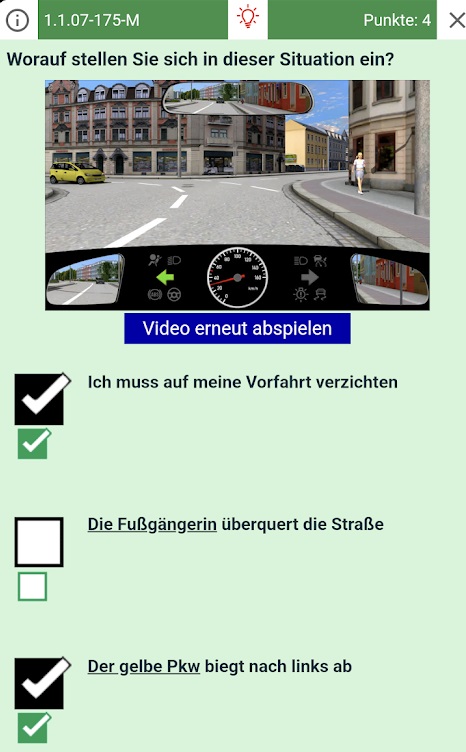 1.1.07-175-M
Punkte: 4
Worauf stellen Sie sich in dieser Situation ein?
Video erneut abspielen
Ich muss auf meine Vorfahrt verzichten
Die Fußgängerin überquert die Straße
Der gelbe Pkw biegt nach links ab